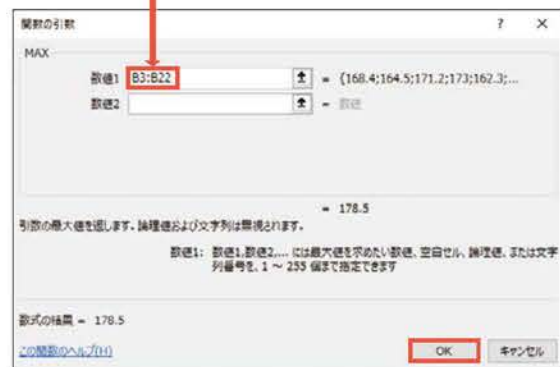 関数の引数 ? ×
MAX
数値1 B3:B22 = {168.4;164.5;171.2;173;162.3;...
数値2 = 数値
= 178.5
引数の最大値を返します。論理値および文字列は無視されます。
数値1: 数値1,数値2,... には最大値を求めたい数値、空白セル、論理値、または文字
列番号を、1 ～ 255 個まで指定できます
数式の結果 = 178.5
この関数のヘルプ(H) OK キャンセル